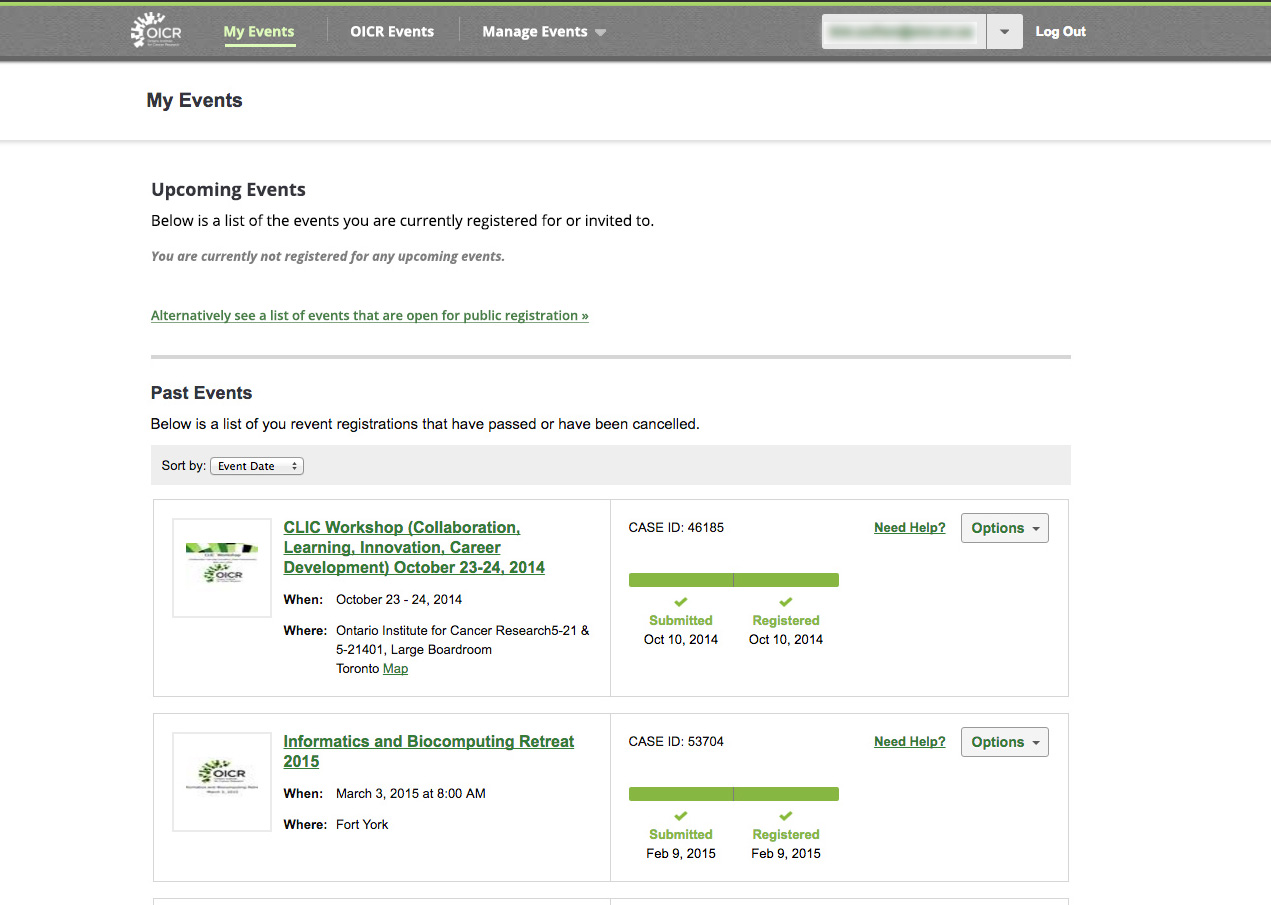 OICR
My Events
OICR Events
Manage Events
Log Out
My Events
Upcoming Events
Below is a list of the events you are currently registered for or invited to.
You are currently not registered for any upcoming events.
Alternatively see a list of events that are open for public registration »
Past Events
Below is a list of you revent registrations that have passed or have been cancelled.
Sort by: Event Date
OICR
CLIC Workshop (Collaboration,
Learning, Innovation, Career
Development) October 23-24, 2014
When: October 23 - 24, 2014
Where: Ontario Institute for Cancer Research5-21 &
5-21401, Large Boardroom
Toronto Map
CASE ID: 46185
Need Help?
Options
Submitted
Oct 10, 2014
Registered
Oct 10, 2014
OICR
Informatics and Biocomputing Retreat
2015
When: March 3, 2015 at 8:00 AM
Where: Fort York
CASE ID: 53704
Need Help?
Options
Submitted
Feb 9, 2015
Registered
Feb 9, 2015